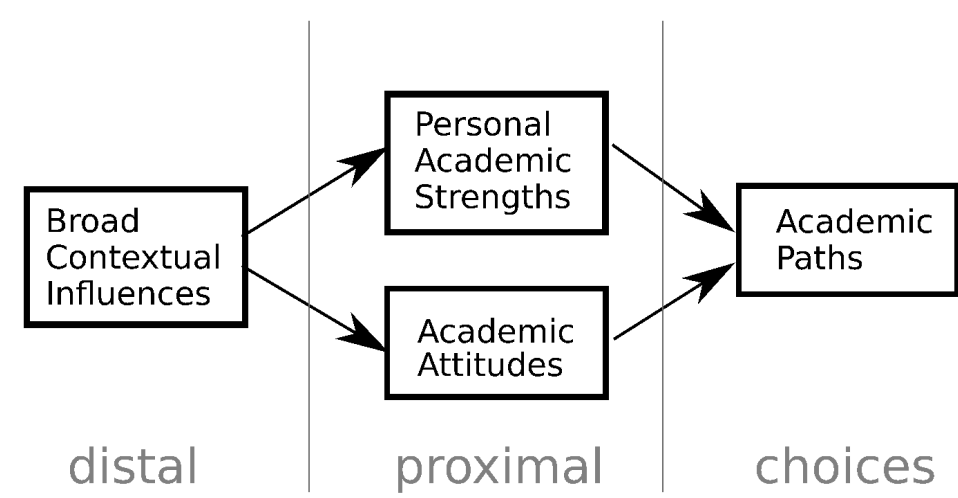 Broad
Contextual
Influences
Personal
Academic
Strengths
Academic
Attitudes
Academic
Paths
distal
proximal
choices